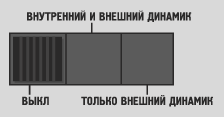 ВНУТРЕННИЙ И ВНЕШНИЙ ДИНАМИК
ВЫКЛ ТОЛЬКО ВНЕШНИЙ ДИНАМИК